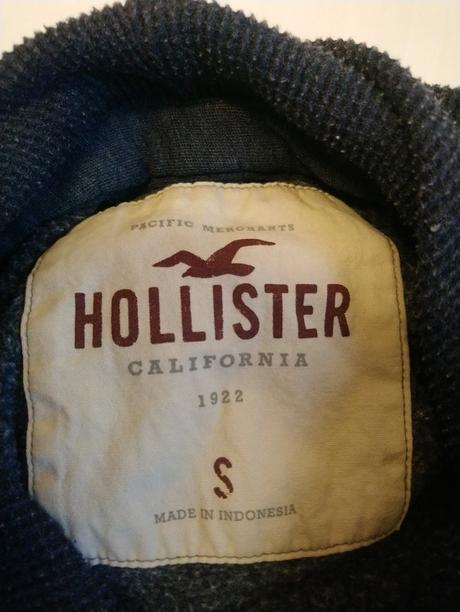 PACIFIC MERCHANTS
HOLLISTER
CALIFORNIA
1922
S
MADE IN INDONESIA